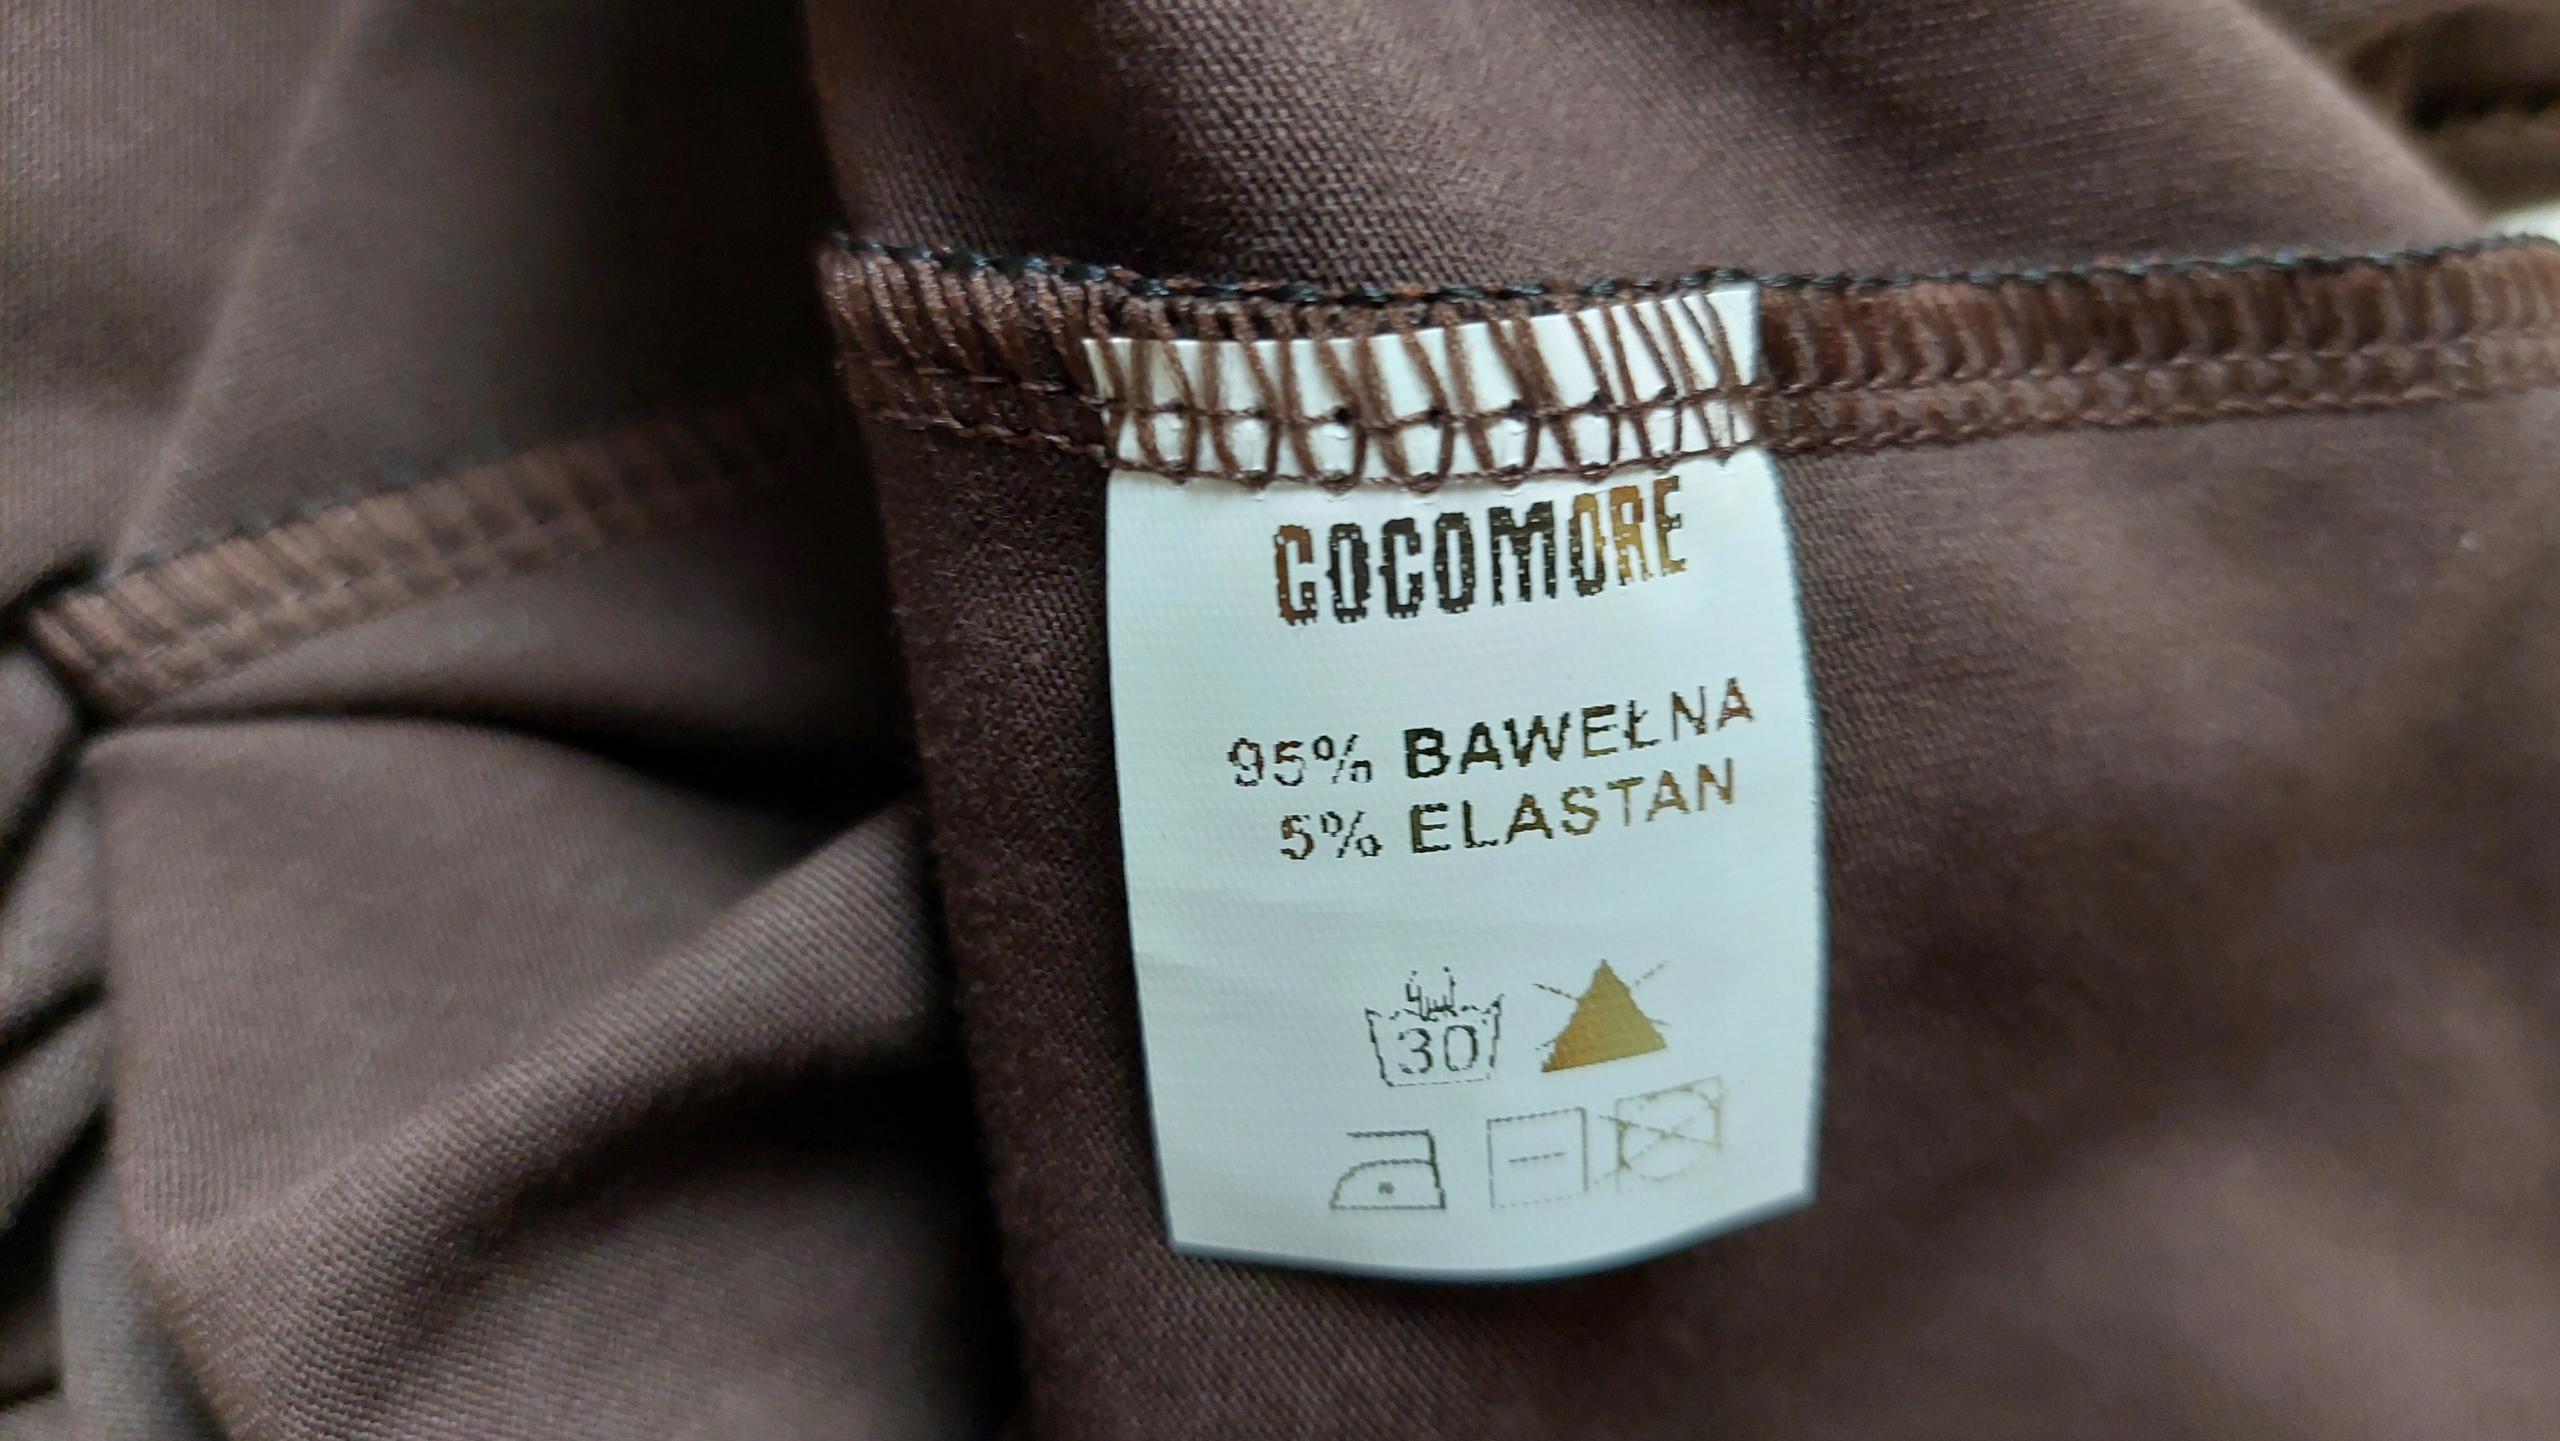 COCOMORE
95% BAWEŁNA
5% ELASTAN
30